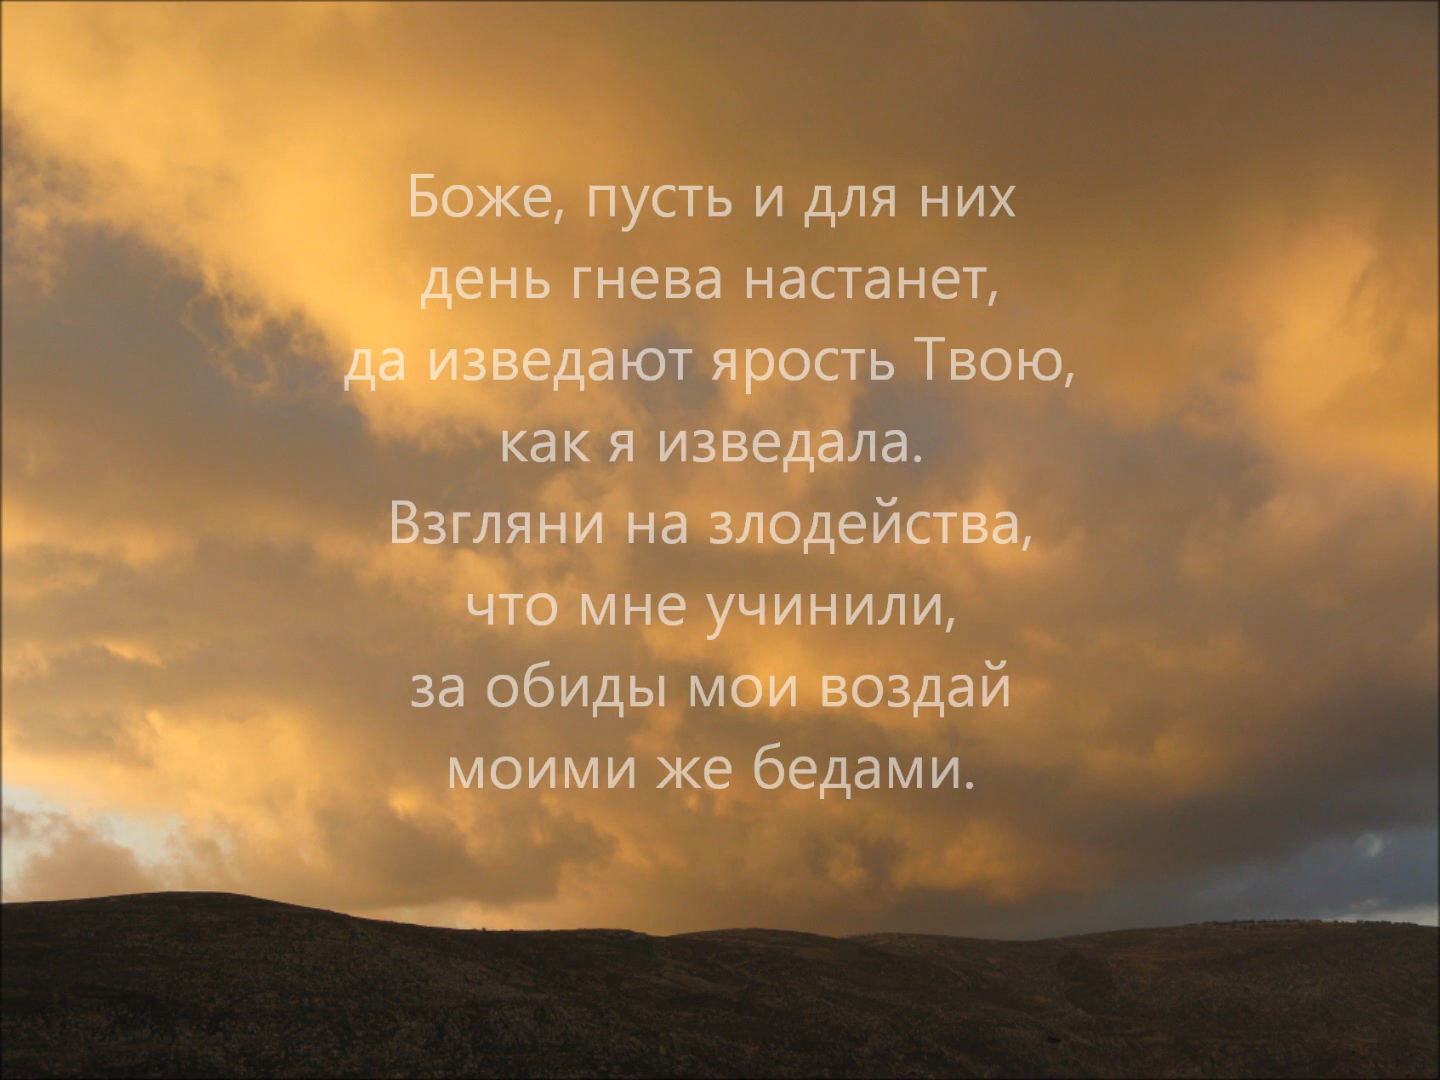 Боже, пусть и для них
день гнева настанет,
да изведают ярость Твою,
как я изведала.
Взгляни на злодейства,
что мне учинили,
за обиды мои воздай
моими же бедами.